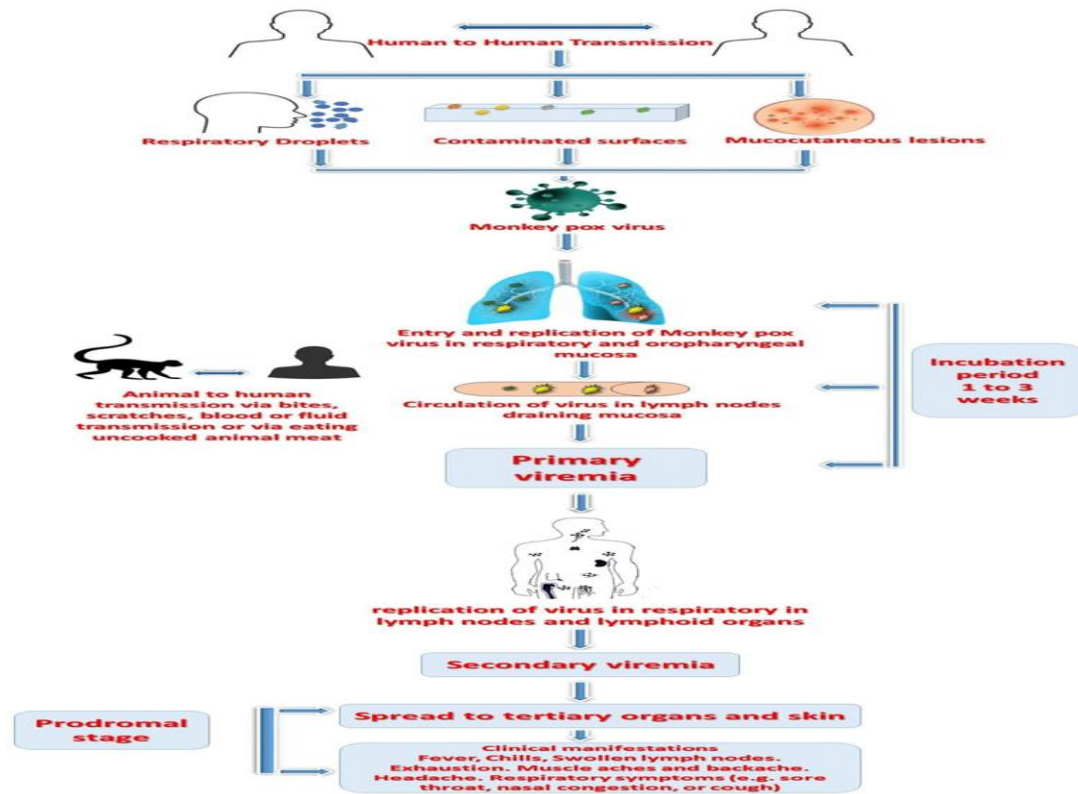 Human to Human Transmission
Respiratory Droplets
Contaminated surfaces
Mucocutaneous lesions
Monkey pox virus
Entry and replication of Monkey pox
virus in respiratory and oropharyngeal
mucosa
Animal to human
transmission via bites,
scratches, blood or fluid
transmission or via eating
uncooked animal meat
Circulation of virus in lymph nodes
draining mucosa
Incubation
period
1 to 3
weeks
Primary
viremia
replication of virus in respiratory in
lymph nodes and lymphoid organs
Secondary viremia
Prodromal
stage
Spread to tertiary organs and skin
Clinical manifestations
Fever, Chills, Swollen lymph nodes.
Exhaustion. Muscle aches and backache.
Headache. Respiratory symptoms (e.g. sore
throat, nasal congestion, or cough)